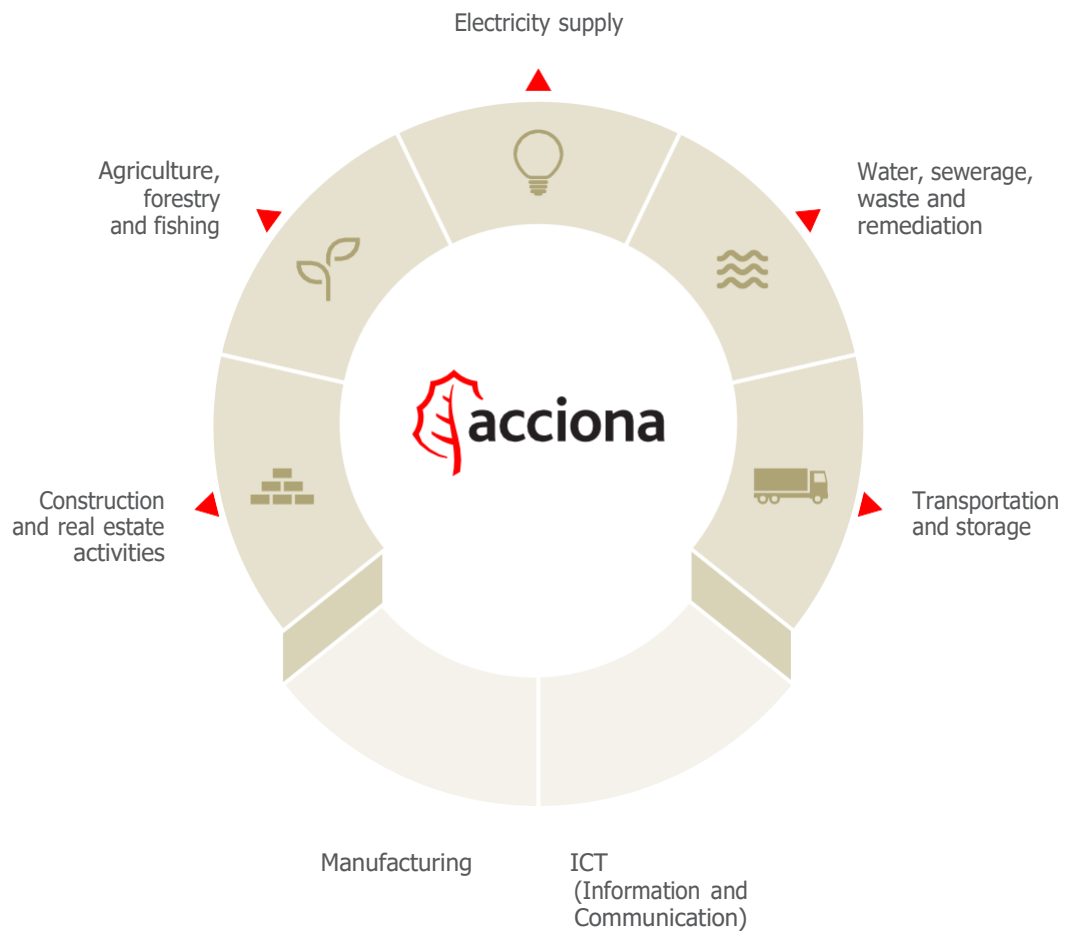 Electricity supply
Agriculture,
forestry
and fishing
Water, sewerage,
waste and
remediation
acciona
Construction
and real estate
activities
Transportation
and storage
Manufacturing
ICT
(Information and
Communication)